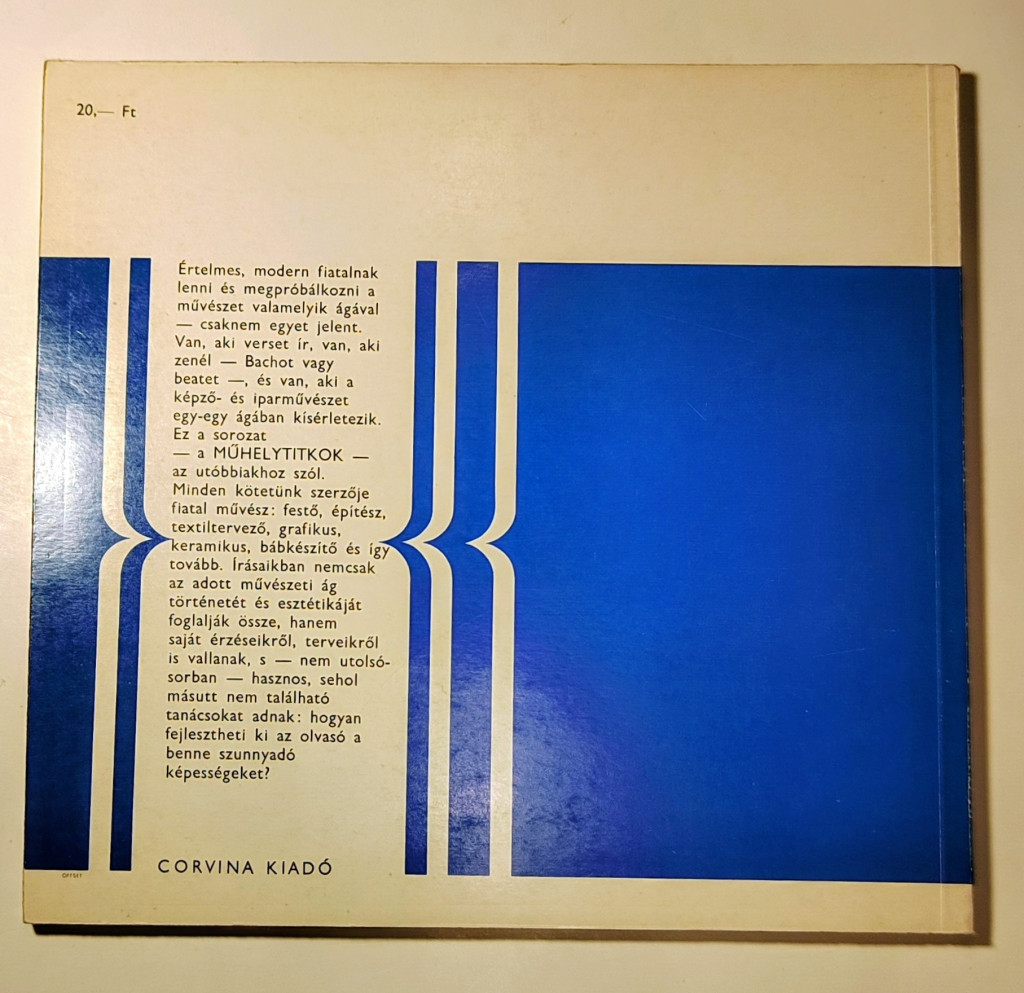 20,— Ft
Értelmes, modern fiatalnak
lenni és megpróbálkozni a
művészet valamelyik ágával
— csaknem egyet jelent.
Van, aki verset ír, van, aki
zenél — Bachot vagy
beatet —, és van, aki a
képző- és iparművészet
egy-egy ágában kísérletezik.
Ez a sorozat
— a MŰHELYTITKOK —
az utóbbiakhoz szól.
Minden kötetünk szerzője
fiatal művész: festő, építész,
textiltervező, grafikus,
keramikus, bábkészítő és így
tovább. Írásaikban nemcsak
az adott művészeti ág
történetét és esztétikáját
foglalják össze, hanem
saját érzéseikről, terveikről
is vallanak, s — nem utolsó-
sorban — hasznos, sehol
másutt nem található
tanácsokat adnak: hogyan
fejlesztheti ki az olvasó a
benne szunnyadó
képességeket?
CORVINA KIADÓ
OFFSET